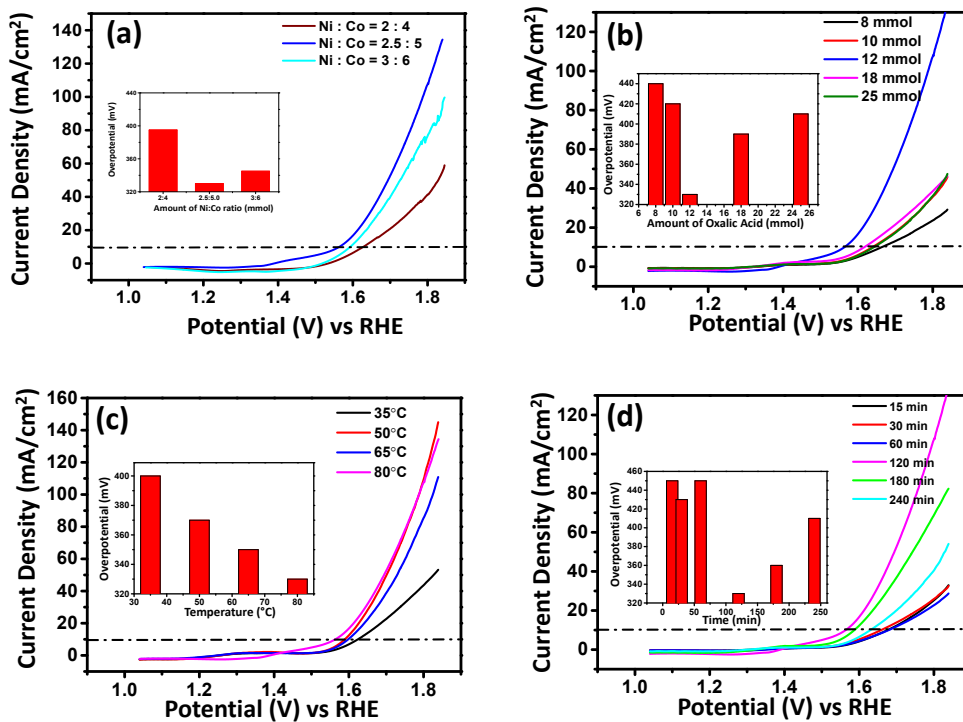 (a)
Ni : Co = 2 : 4
Ni : Co = 2.5 : 5
Ni : Co = 3 : 6
140
120
100
80
60
40
20
0
Current Density (mA/cm²)
1.0 1.2 1.4 1.6 1.8
Potential (V) vs RHE
440
400
360
320
Overpotential (mV)
2:4 2.5:5.0 3:6
Amount of Ni:Co ratio (mmol)
(b)
8 mmol
10 mmol
12 mmol
18 mmol
25 mmol
120
100
80
60
40
20
0
Current Density (mA/cm²)
1.0 1.2 1.4 1.6 1.8
Potential (V) vs RHE
440
420
400
380
360
340
320
Overpotential (mV)
6 8 10 12 14 16 18 20 22 24 26
Amount of Oxalic Acid (mmol)
(c)
35°C
50°C
65°C
80°C
160
140
120
100
80
60
40
20
0
Current Density (mA/cm²)
1.0 1.2 1.4 1.6 1.8
Potential (V) vs RHE
400
380
360
340
320
Overpotential (mV)
30 40 50 60 70 80
Temperature (°C)
(d)
15 min
30 min
60 min
120 min
180 min
240 min
120
100
80
60
40
20
0
Current Density (mA/cm²)
1.0 1.2 1.4 1.6 1.8
Potential (V) vs RHE
460
440
420
400
380
360
340
320
Overpotential (mV)
0 50 100 150 200 250
Time (min)